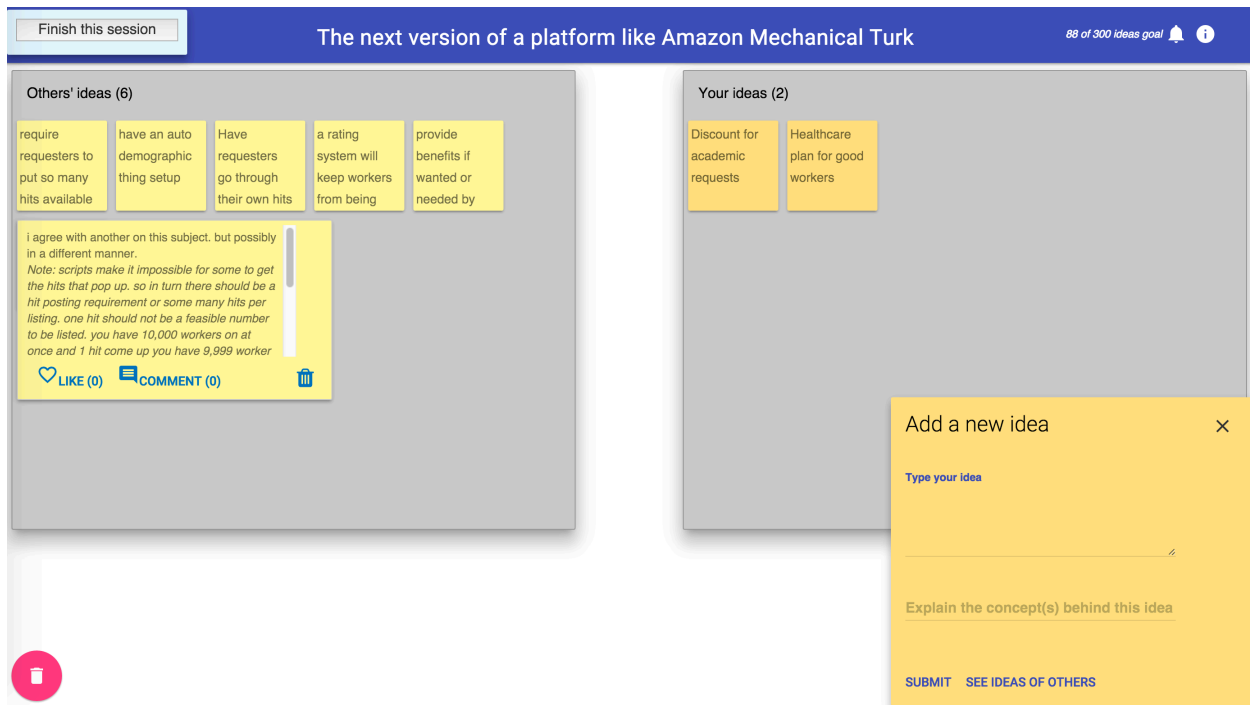 Finish this session
The next version of a platform like Amazon Mechanical Turk
88 of 300 ideas goal
Others' ideas (6)
require
requesters to
put so many
hits available
have an auto
demographic
thing setup
Have
requesters
go through
their own hits
a rating
system will
keep workers
from being
provide
benefits if
wanted or
needed by
i agree with another on this subject. but possibly
in a different manner.
Note: scripts make it impossible for some to get
the hits that pop up. so in turn there should be a
hit posting requirement or some many hits per
listing. one hit should not be a feasible number
to be listed. you have 10,000 workers on at
once and 1 hit come up you have 9,999 worker
LIKE (0)
COMMENT (0)
Your ideas (2)
Discount for
academic
requests
Healthcare
plan for good
workers
Add a new idea
Type your idea
Explain the concept(s) behind this idea
SUBMIT
SEE IDEAS OF OTHERS